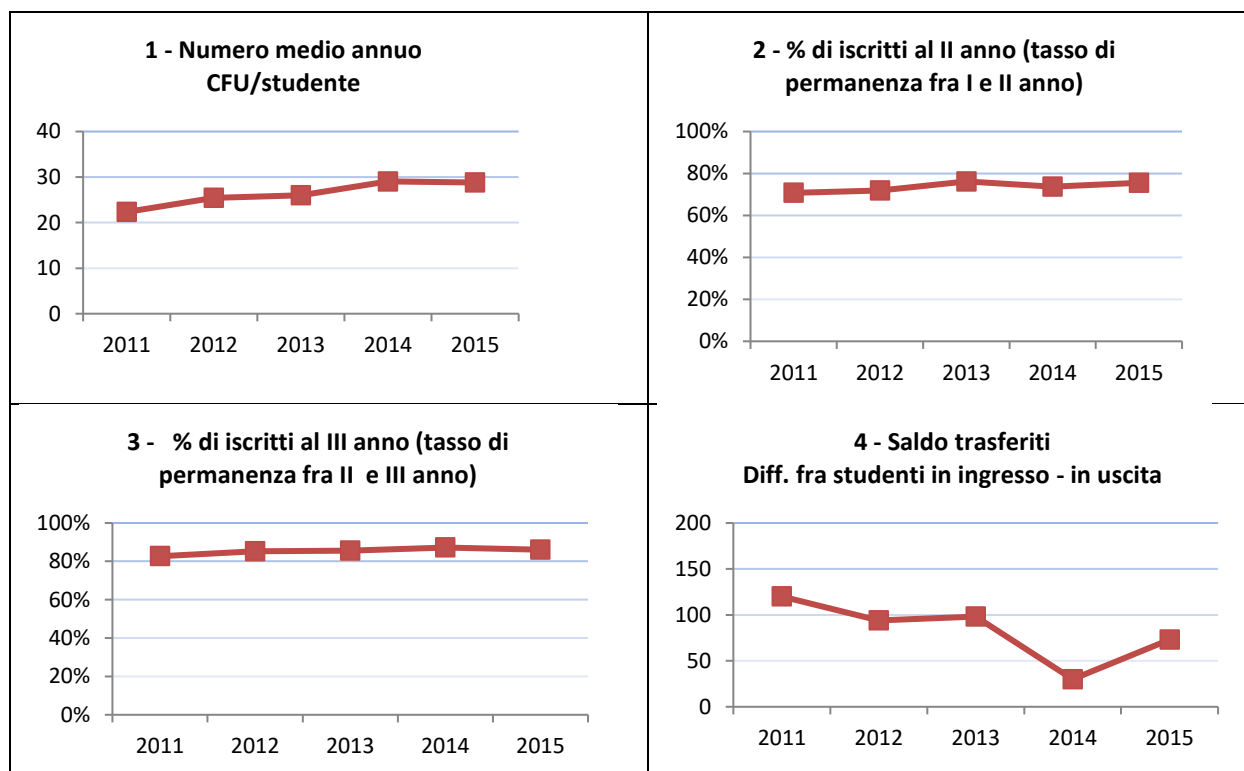 1 - Numero medio annuo
CFU/studente
40
30
20
10
0
2011 2012 2013 2014 2015
2 - % di iscritti al II anno (tasso di
permanenza fra I e II anno)
100%
80%
60%
40%
20%
0%
2011 2012 2013 2014 2015
3 - % di iscritti al III anno (tasso di
permanenza fra II e III anno)
100%
80%
60%
40%
20%
0%
2011 2012 2013 2014 2015
4 - Saldo trasferiti
Diff. fra studenti in ingresso - in uscita
200
150
100
50
0
2011 2012 2013 2014 2015